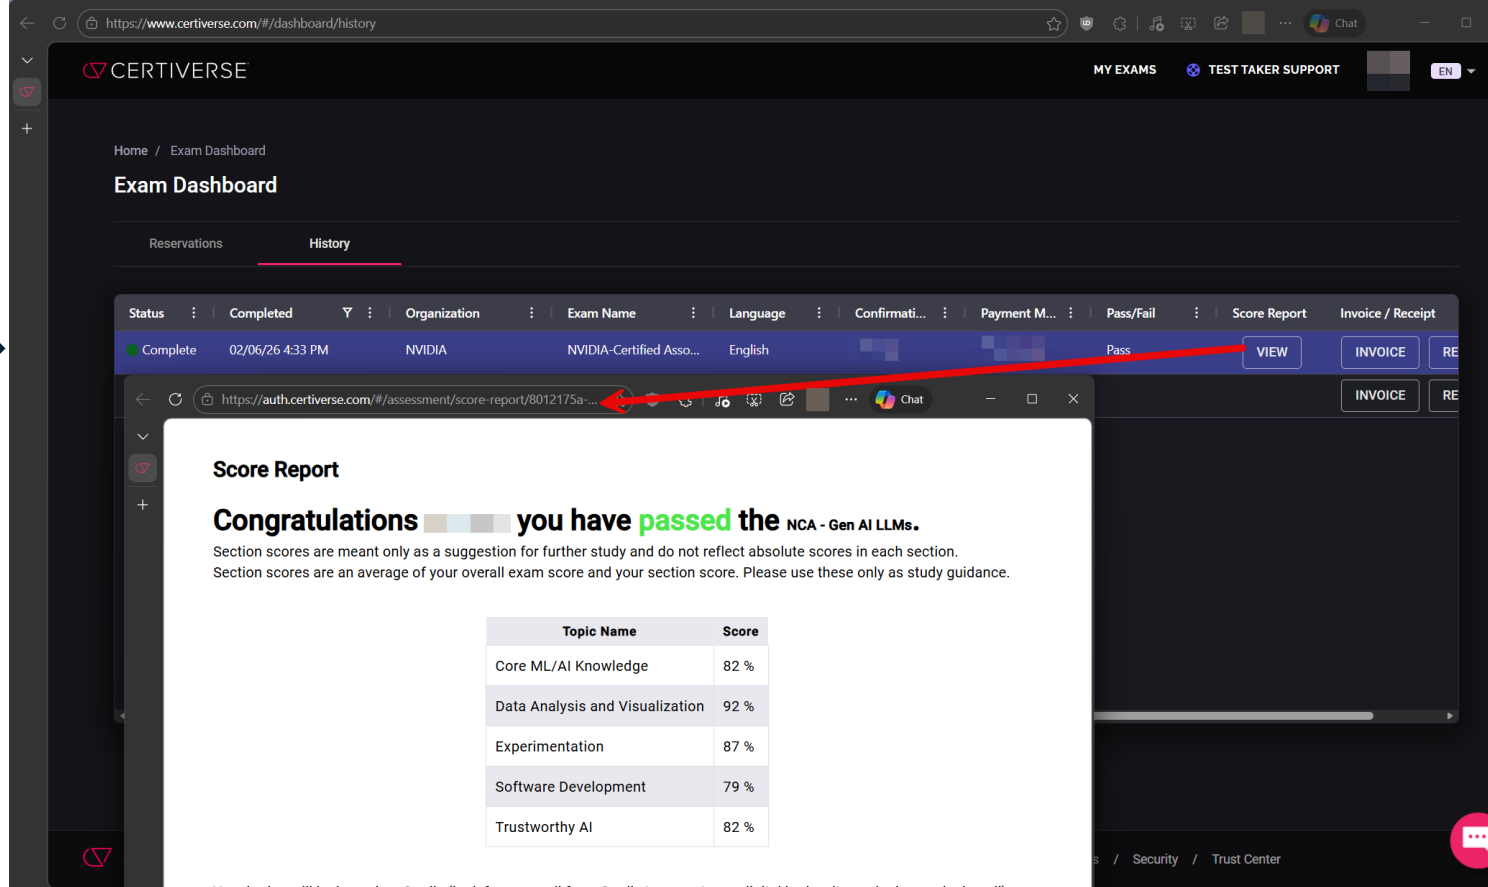 https://www.certiverse.com/#/dashboard/history
Chat
CERTIVERSE
MY EXAMS
TEST TAKER SUPPORT
EN
Home / Exam Dashboard
Exam Dashboard
Reservations
History
Status Completed Organization Exam Name Language Confirmati... Payment M... Pass/Fail Score Report Invoice / Receipt
Complete 02/06/26 4:33 PM NVIDIA NVIDIA-Certified Asso... English Pass VIEW INVOICE RE
INVOICE RE
https://auth.certiverse.com/#/assessment/score-report/8012175a-...
Chat
Score Report
Congratulations you have passed the NCA - Gen AI LLMs.
Section scores are meant only as a suggestion for further study and do not reflect absolute scores in each section.
Section scores are an average of your overall exam score and your section score. Please use these only as study guidance.
Topic Name Score
Core ML/AI Knowledge 82 %
Data Analysis and Visualization 92 %
Experimentation 87 %
Software Development 79 %
Trustworthy AI 82 %
s / Security / Trust Center